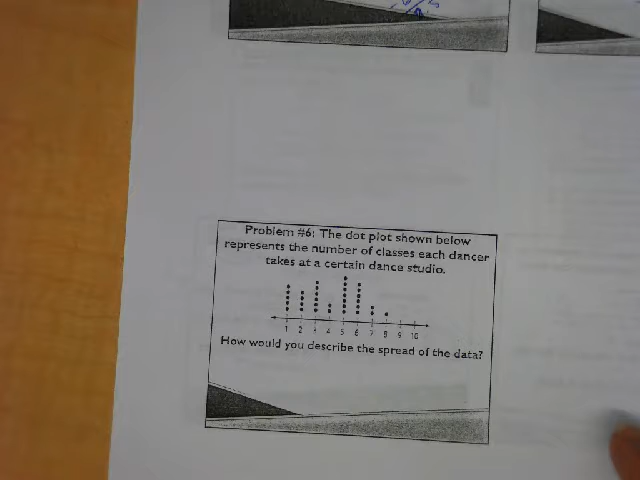 Problem #6: The dot plot shown below
represents the number of classes each dancer
takes at a certain dance studio.
1 2 3 4 5 6 7 8 9 10
How would you describe the spread of the data?